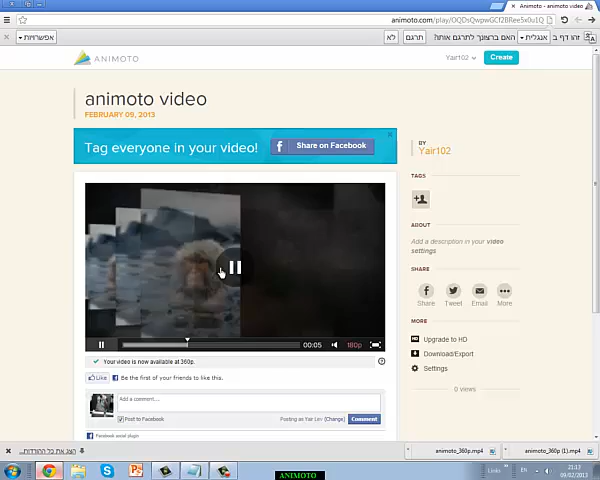 Animoto - animoto video
animoto.com/play/OQDsQwpwGCf2BRee5x0u1Q
זהו דף ב אנגלית האם ברצונך לתרגם אותו? תרגם לא אפשרויות
ANIMOTO
Yair102
Create
animoto video
FEBRUARY 09, 2013
Tag everyone in your video!
Share on Facebook
BY
Yair102
TAGS
ABOUT
Add a description in your video
settings
SHARE
Share Tweet Email More
MORE
Upgrade to HD
Download/Export
Settings
0 views
00:05
180p
Your video is now available at 360p.
Like
Be the first of your friends to like this.
Add a comment...
Post to Facebook
Posting as Yair Lev (Change)
Comment
Facebook social plugin
הצג את כל ההורדות...
animoto_360p.mp4
animoto_360p (1).mp4
ANIMOTO
Links
EN
21:13
09/02/2013